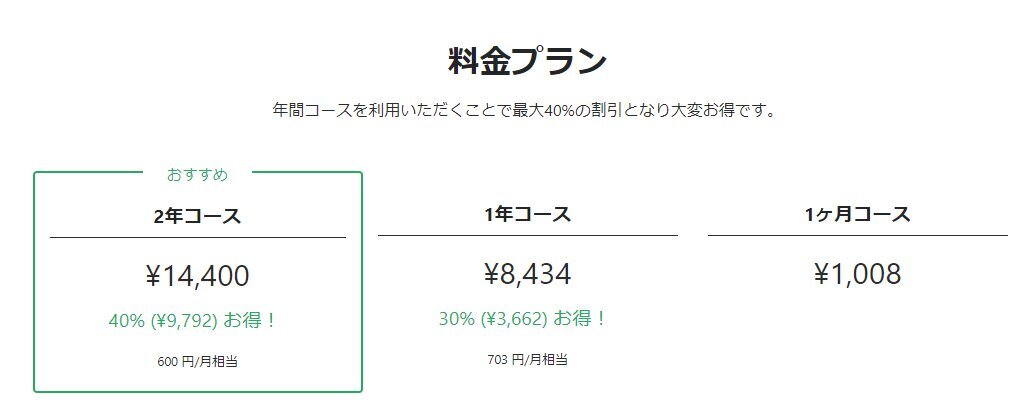 料金プラン
年間コースを利用いただくことで最大40%の割引となり大変お得です。
おすすめ
2年コース
¥14,400
40% (¥9,792) お得！
600 円/月相当
1年コース
¥8,434
30% (¥3,662) お得！
703 円/月相当
1ヶ月コース
¥1,008